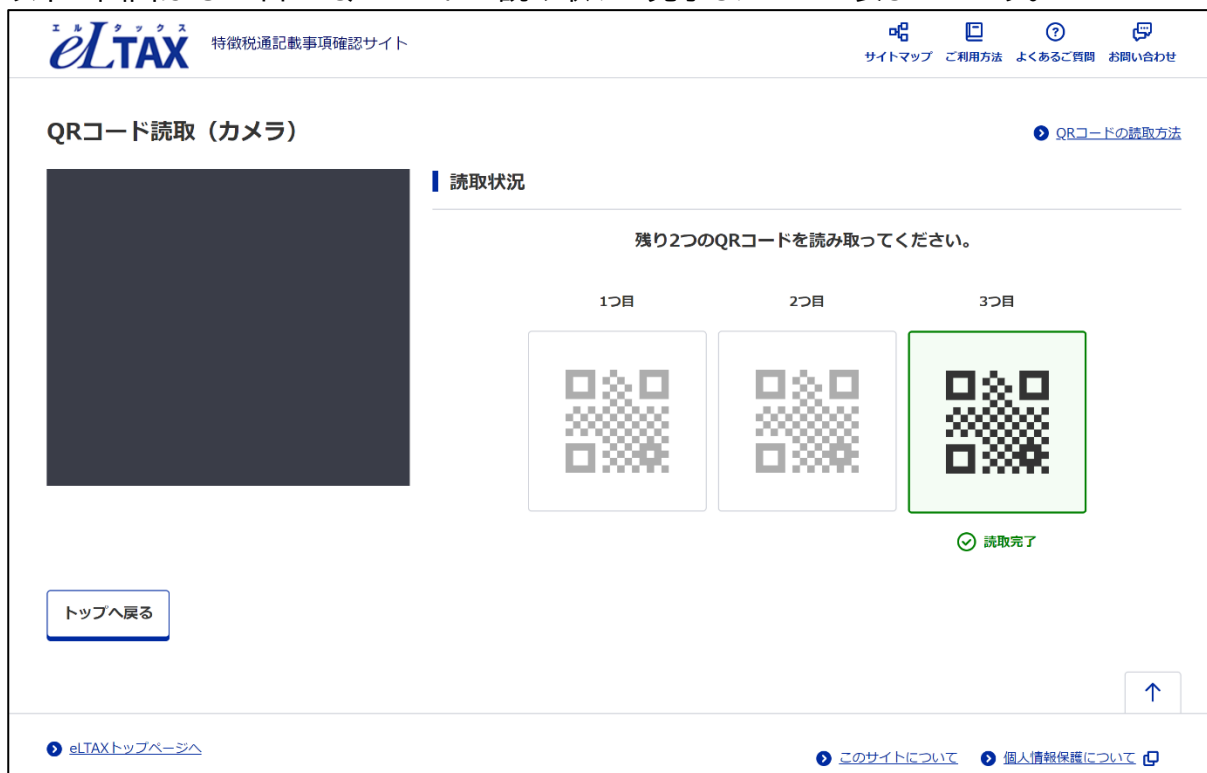 エルタックス
eLTAX
特徴税通記載事項確認サイト
サイトマップ
ご利用方法
よくあるご質問
お問い合わせ
QRコード読取（カメラ）
QRコードの読取方法
読取状況
残り2つのQRコードを読み取ってください。
1つ目
2つ目
3つ目
読取完了
トップへ戻る
eLTAXトップページへ
このサイトについて
個人情報保護について